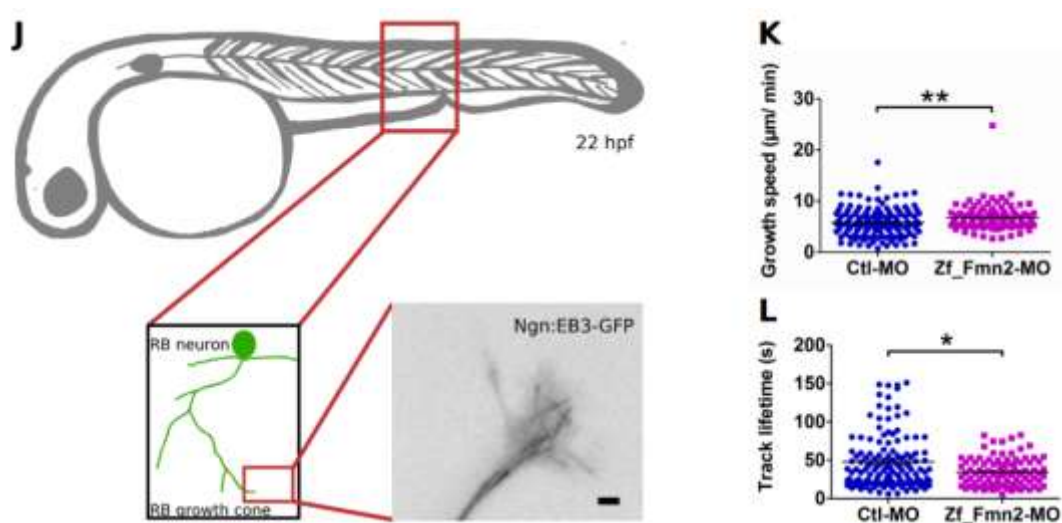 J
22 hpf
RB neuron
RB growth cone
Ngn:EB3-GFP
K
Growth speed (μm/ min)
30
20
10
0
**
Ctl-MO Zf_Fmn2-MO
L
Track lifetime (s)
200
150
100
50
0
*
Ctl-MO Zf_Fmn2-MO